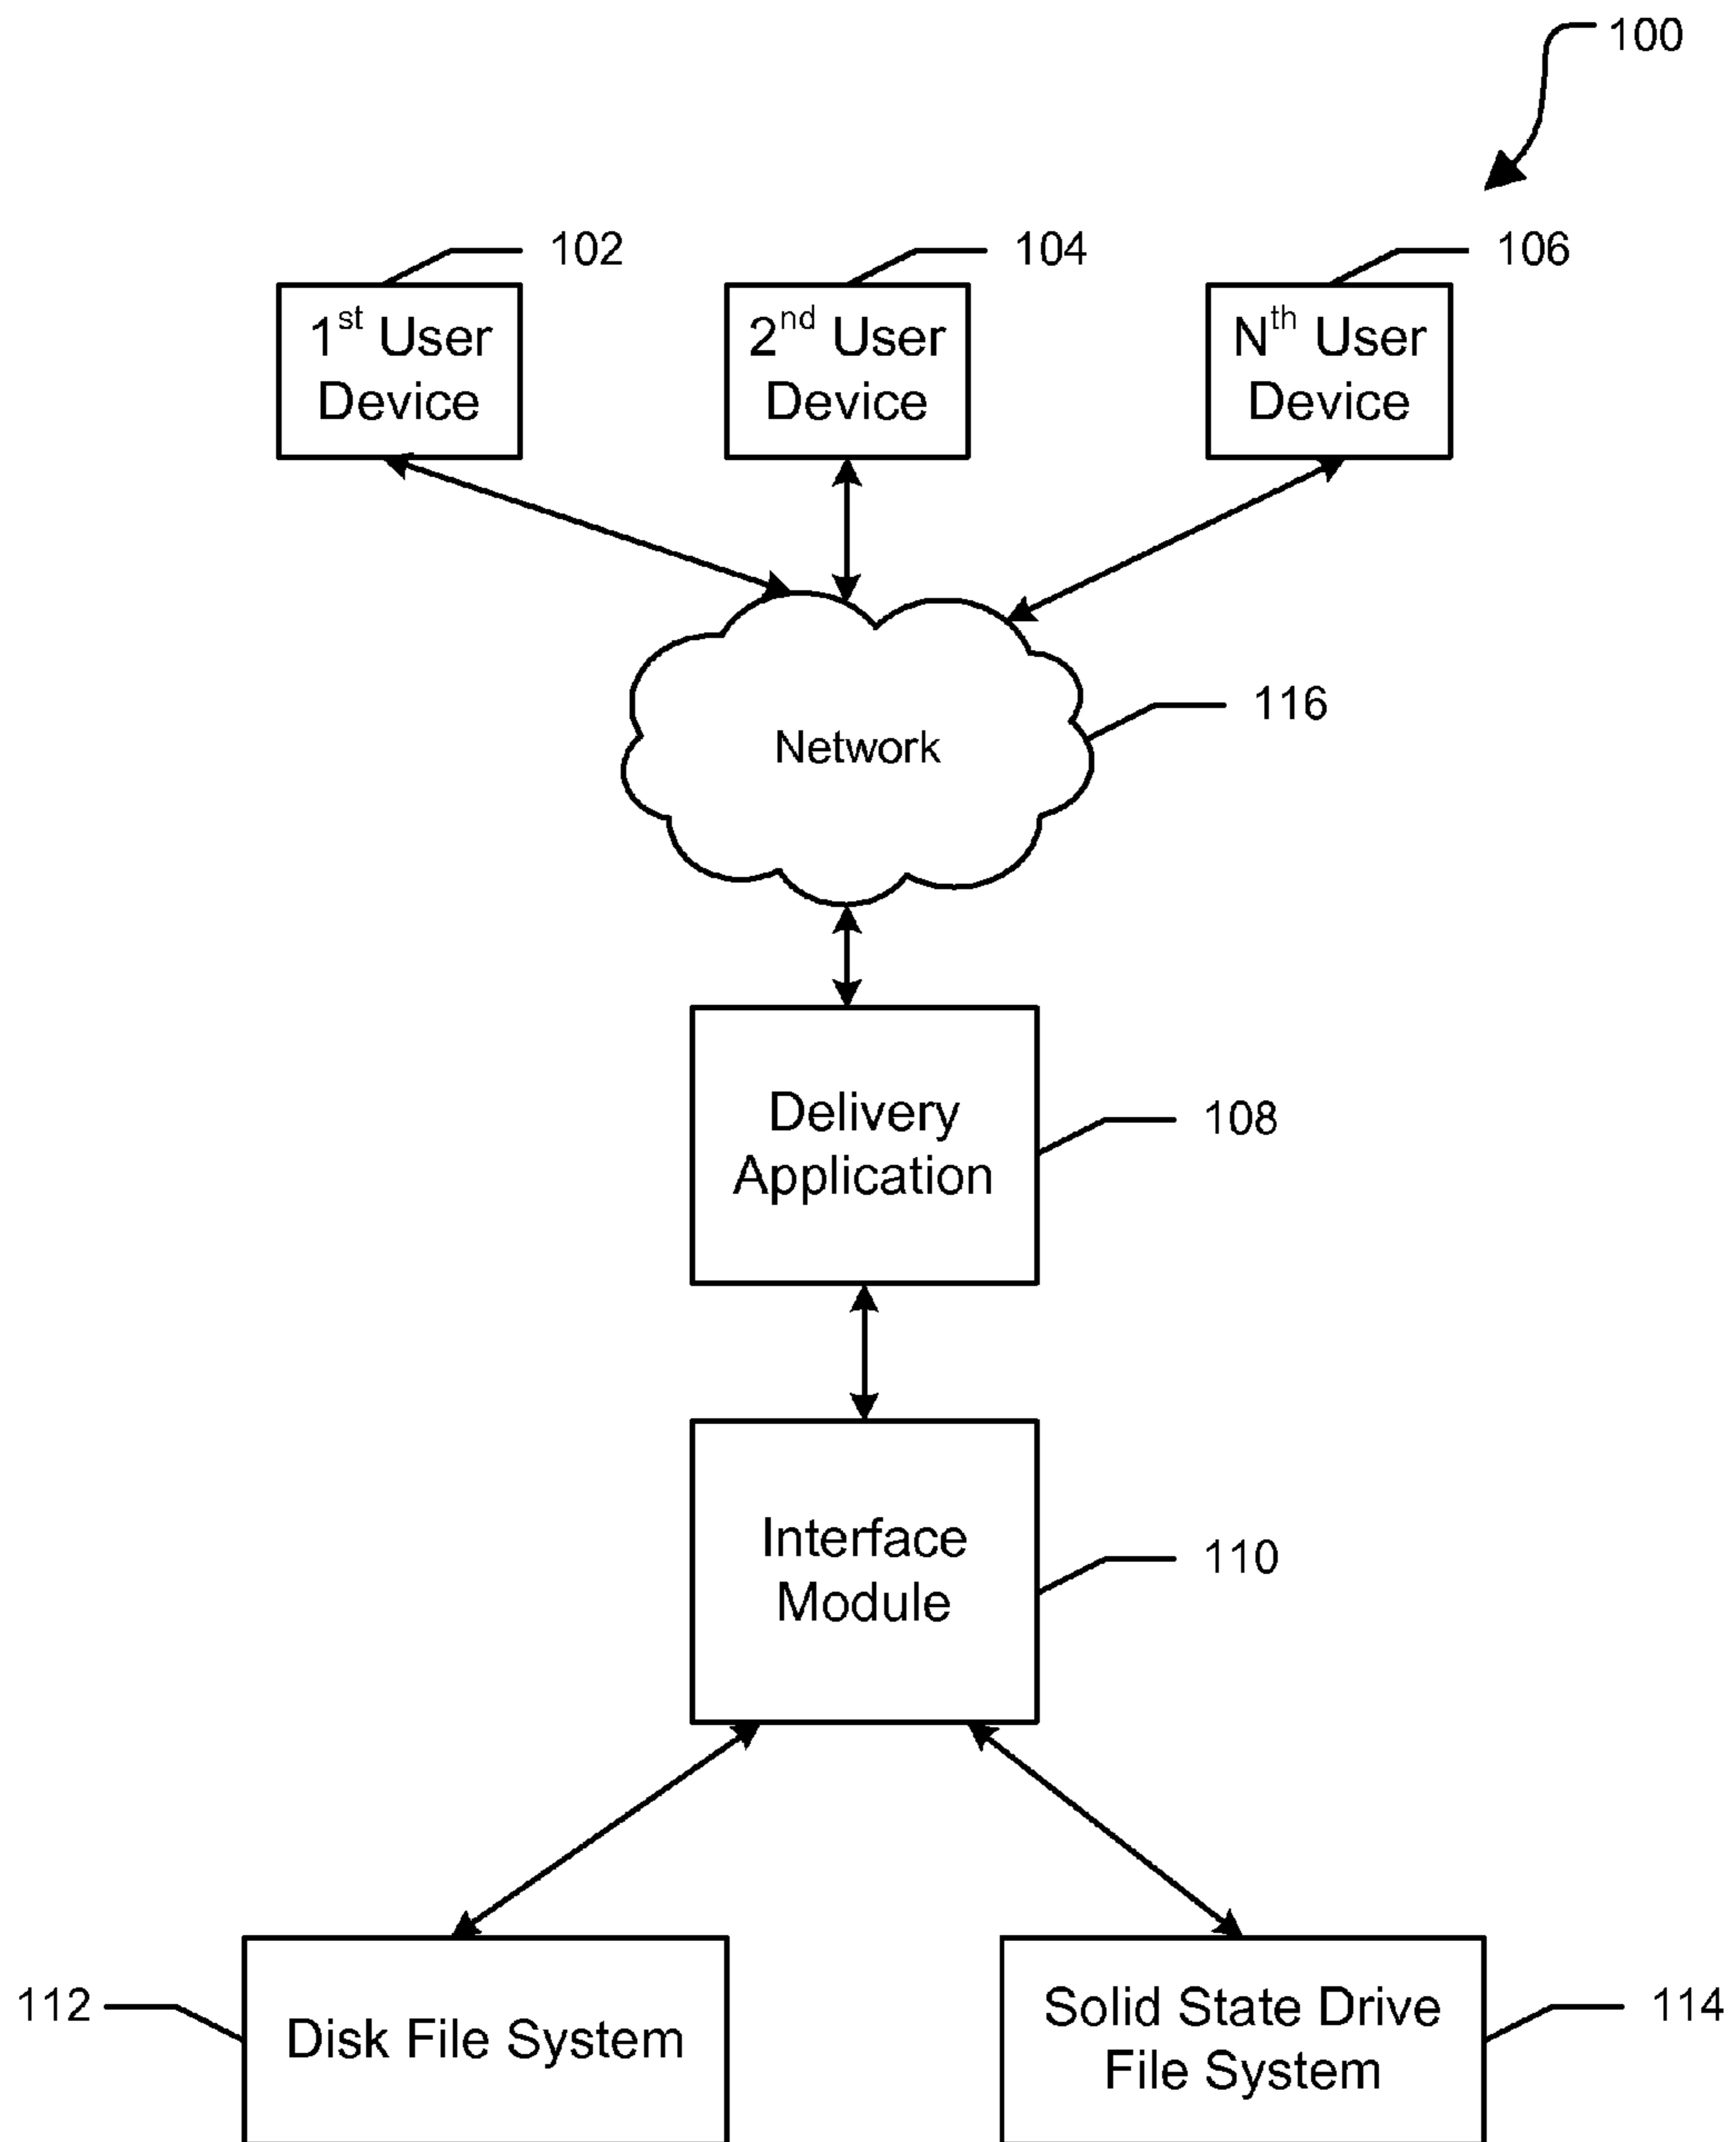 100
102
104
106
1st User
Device
2nd User
Device
Nth User
Device
116
Network
Delivery
Application
108
Interface
Module
110
112
Disk File System
Solid State Drive
File System
114